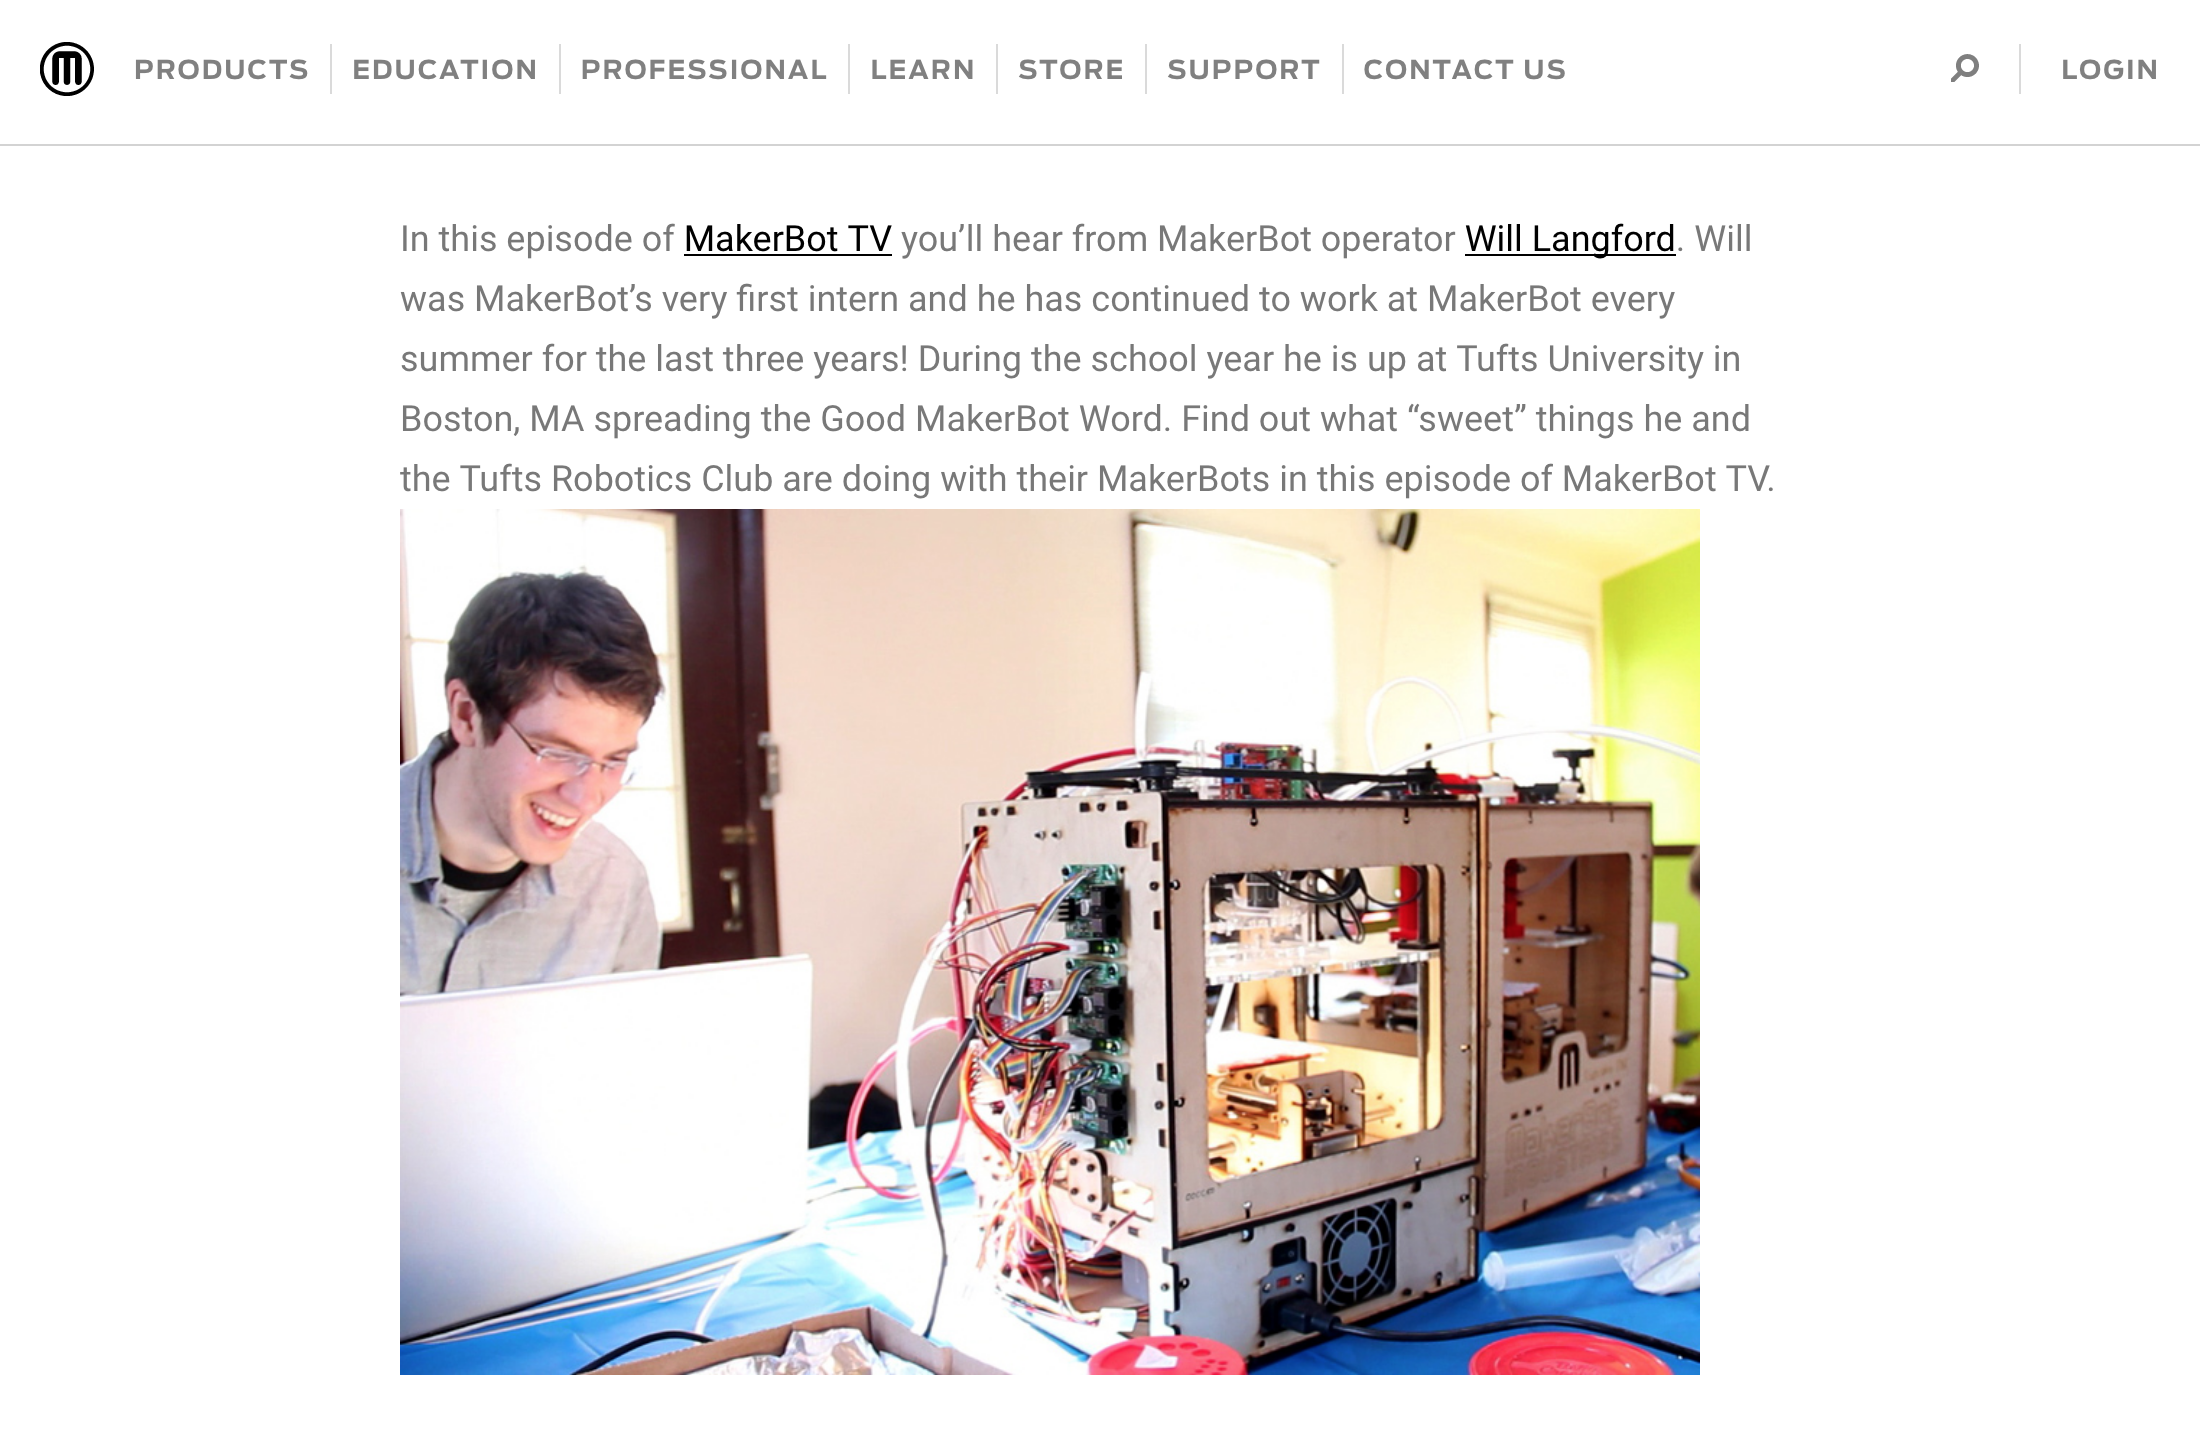 PRODUCTS EDUCATION PROFESSIONAL LEARN STORE SUPPORT CONTACT US LOGIN
In this episode of MakerBot TV you’ll hear from MakerBot operator Will Langford. Will
was MakerBot’s very first intern and he has continued to work at MakerBot every
summer for the last three years! During the school year he is up at Tufts University in
Boston, MA spreading the Good MakerBot Word. Find out what “sweet” things he and
the Tufts Robotics Club are doing with their MakerBots in this episode of MakerBot TV.
MakerBot
INDUSTRIES